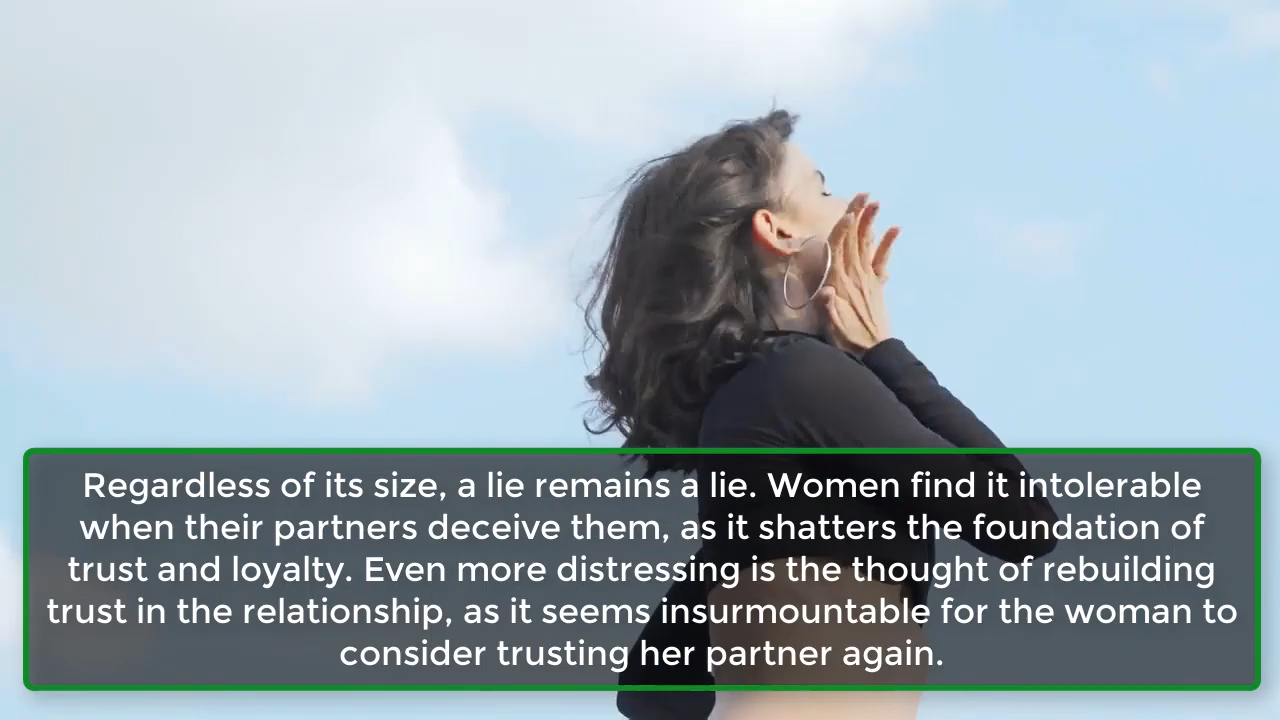 Regardless of its size, a lie remains a lie. Women find it intolerable
when their partners deceive them, as it shatters the foundation of
trust and loyalty. Even more distressing is the thought of rebuilding
trust in the relationship, as it seems insurmountable for the woman to
consider trusting her partner again.